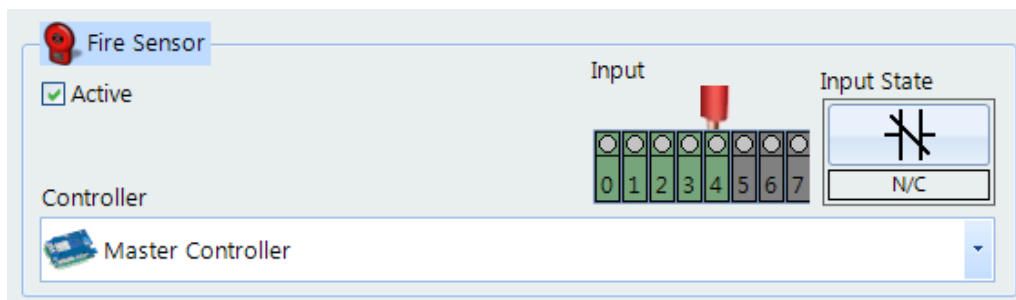 Fire Sensor
Active
Input
Input State
0 1 2 3 4 5 6 7
N/C
Controller
Master Controller